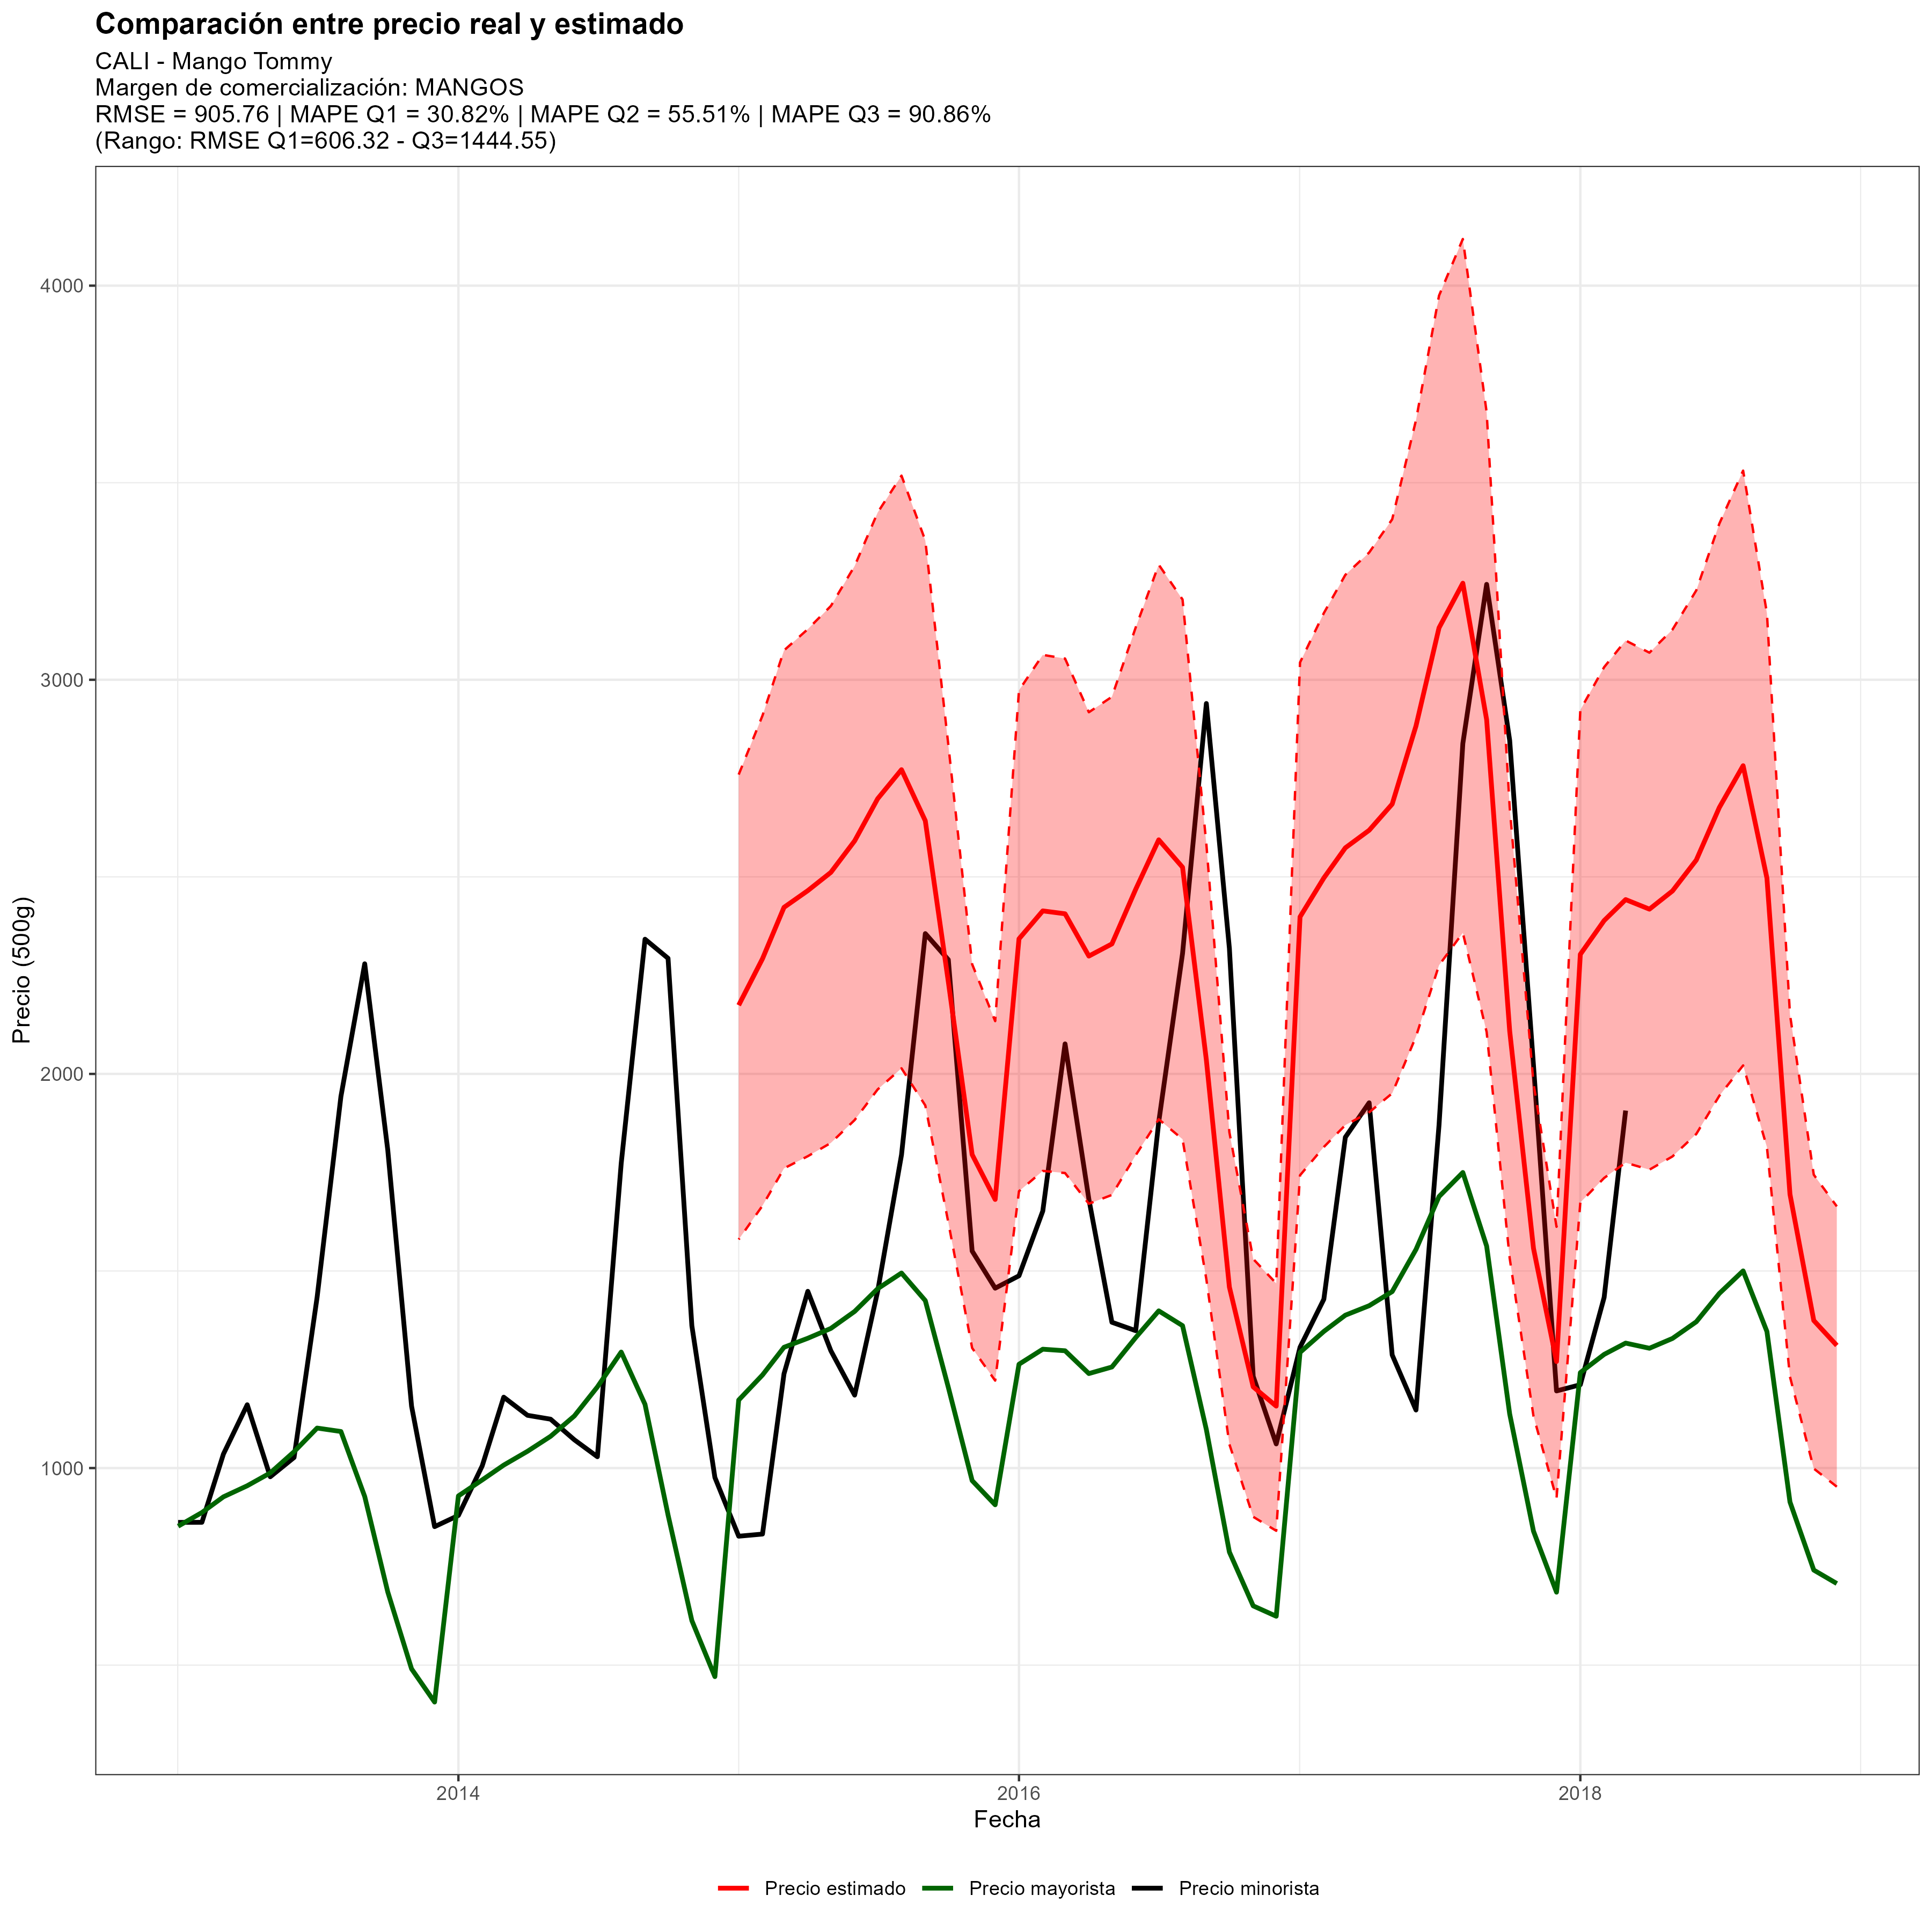 Comparación entre precio real y estimado
CALI - Mango Tommy
Margen de comercialización: MANGOS
RMSE = 905.76 | MAPE Q1 = 30.82% | MAPE Q2 = 55.51% | MAPE Q3 = 90.86%
(Rango: RMSE Q1=606.32 - Q3=1444.55)
4000
3000
2000
1000
Precio (500g)
2014
2016
2018
Fecha
Precio estimado
Precio mayorista
Precio minorista